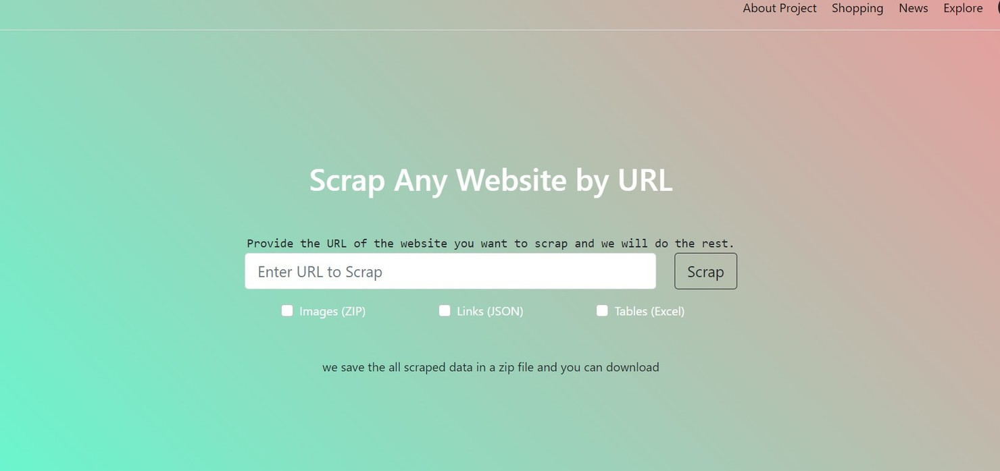 About Project Shopping News Explore
Scrap Any Website by URL
Provide the URL of the website you want to scrap and we will do the rest.
Enter URL to Scrap Scrap
Images (ZIP) Links (JSON) Tables (Excel)
we save the all scraped data in a zip file and you can download